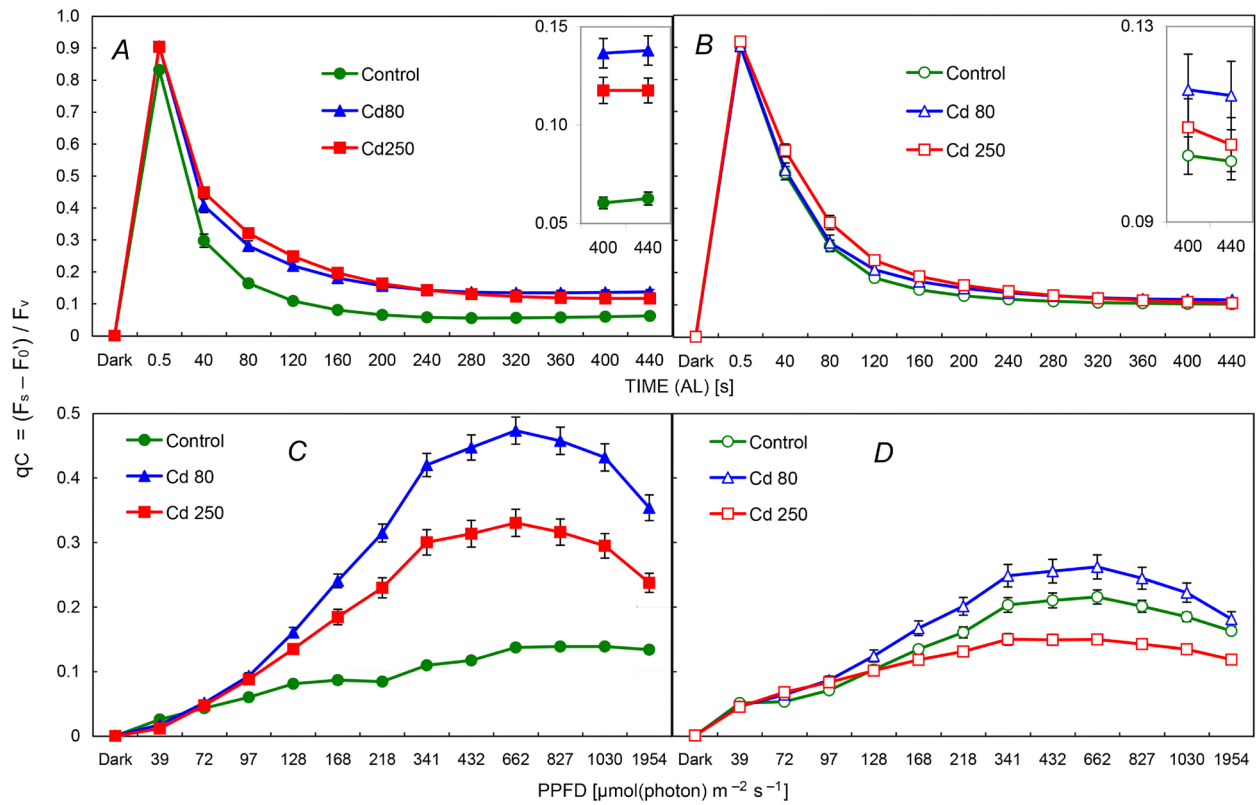 qC = (Fs – F0') / Fv
1.0
0.9
0.8
0.7
0.6
0.5
0.4
0.3
0.2
0.1
0
A
Control
Cd80
Cd250
0.15
0.10
0.05
400 440
Dark 0.5 40 80 120 160 200 240 280 320 360 400 440
B
Control
Cd 80
Cd 250
0.13
0.09
400 440
Dark 0.5 40 80 120 160 200 240 280 320 360 400 440
TIME (AL) [s]
0.5
0.4
0.3
0.2
0.1
0
C
Control
Cd 80
Cd 250
Dark 39 72 97 128 168 218 341 432 662 827 1030 1954
D
Control
Cd 80
Cd 250
Dark 39 72 97 128 168 218 341 432 662 827 1030 1954
PPFD [μmol(photon) m⁻² s⁻¹]